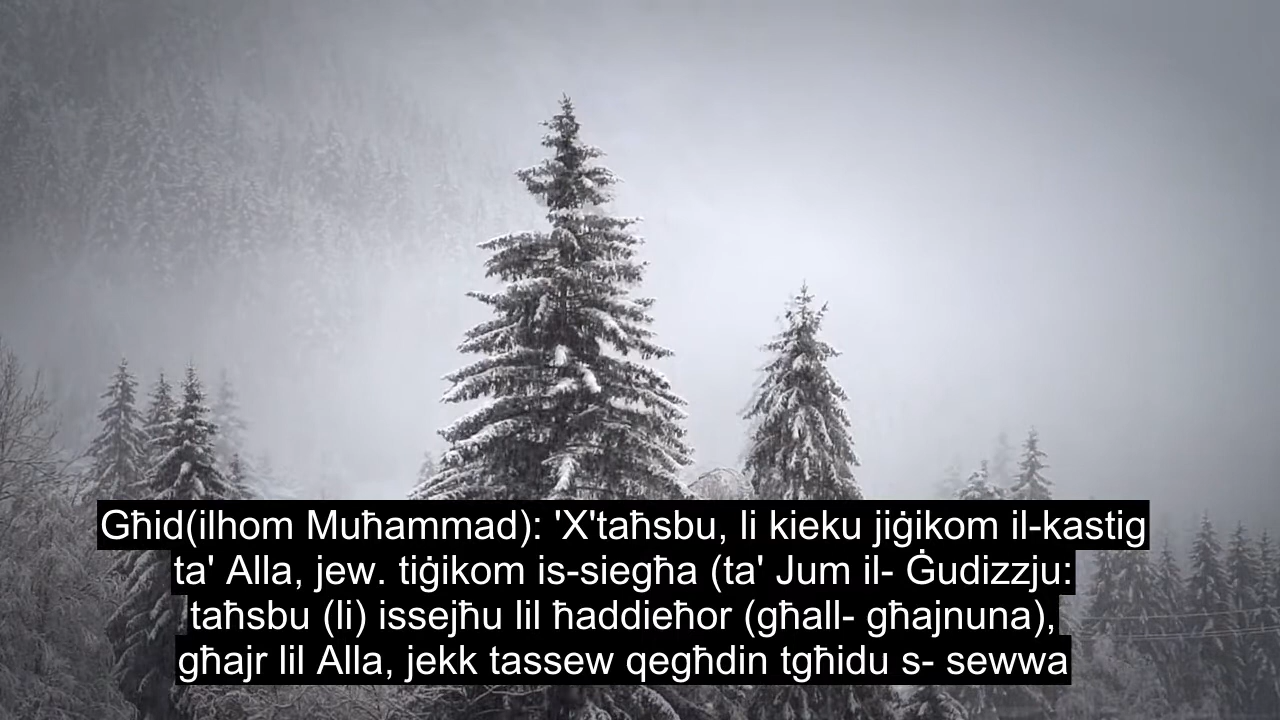 Għid(ilhom Muħammad): 'X'taħsbu, li kieku jiġikom il-kastig
ta' Alla, jew. tiġikom is-siegħa (ta' Jum il- Ġudizzju:
taħsbu (li) issejħu lil ħaddieħor (għall- għajnuna),
għajr lil Alla, jekk tassew qegħdin tgħidu s- sewwa